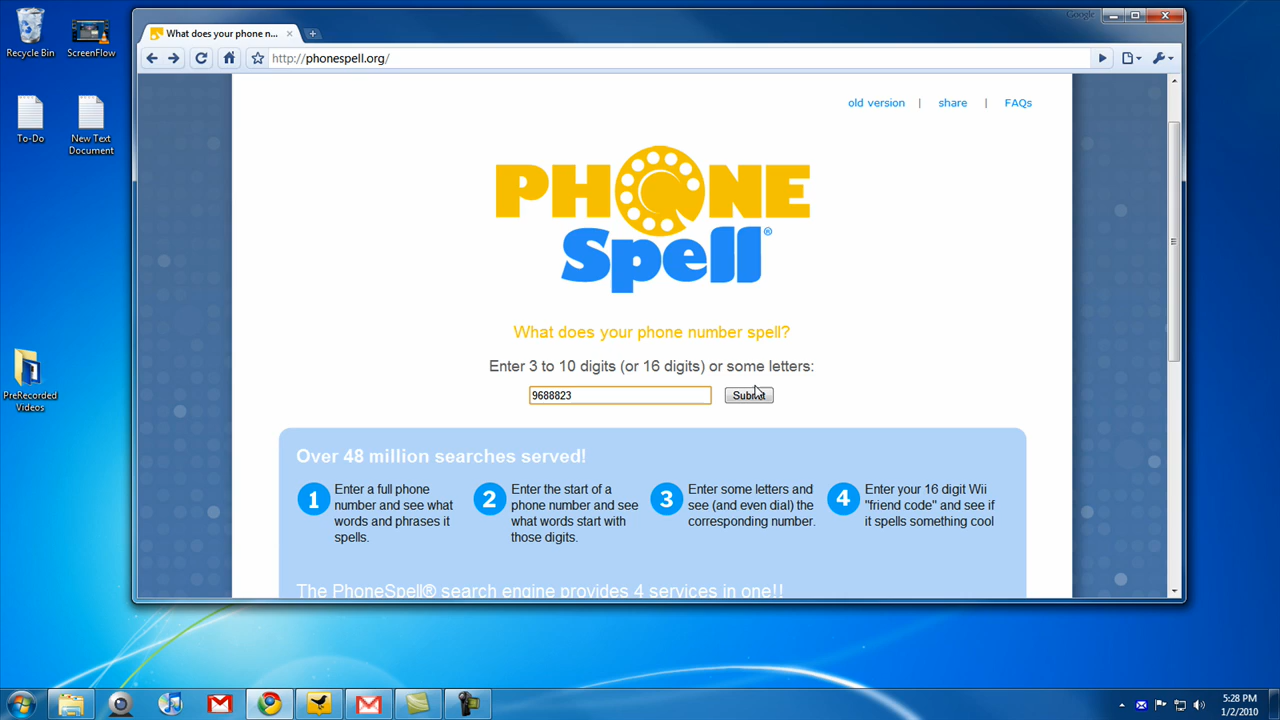 Recycle Bin
ScreenFlow
To-Do
New Text
Document
PreRecorded
Videos
Google
What does your phone n...
http://phonespell.org/
old version | share | FAQs
PHONE
Spell®
What does your phone number spell?
Enter 3 to 10 digits (or 16 digits) or some letters:
9688823
Submit
Over 48 million searches served!
1
Enter a full phone
number and see what
words and phrases it
spells.
2
Enter the start of a
phone number and see
what words start with
those digits.
3
Enter some letters and
see (and even dial) the
corresponding number.
4
Enter your 16 digit Wii
"friend code" and see if
it spells something cool
The PhoneSpell® search engine provides 4 services in one!!
5:28 PM
1/2/2010